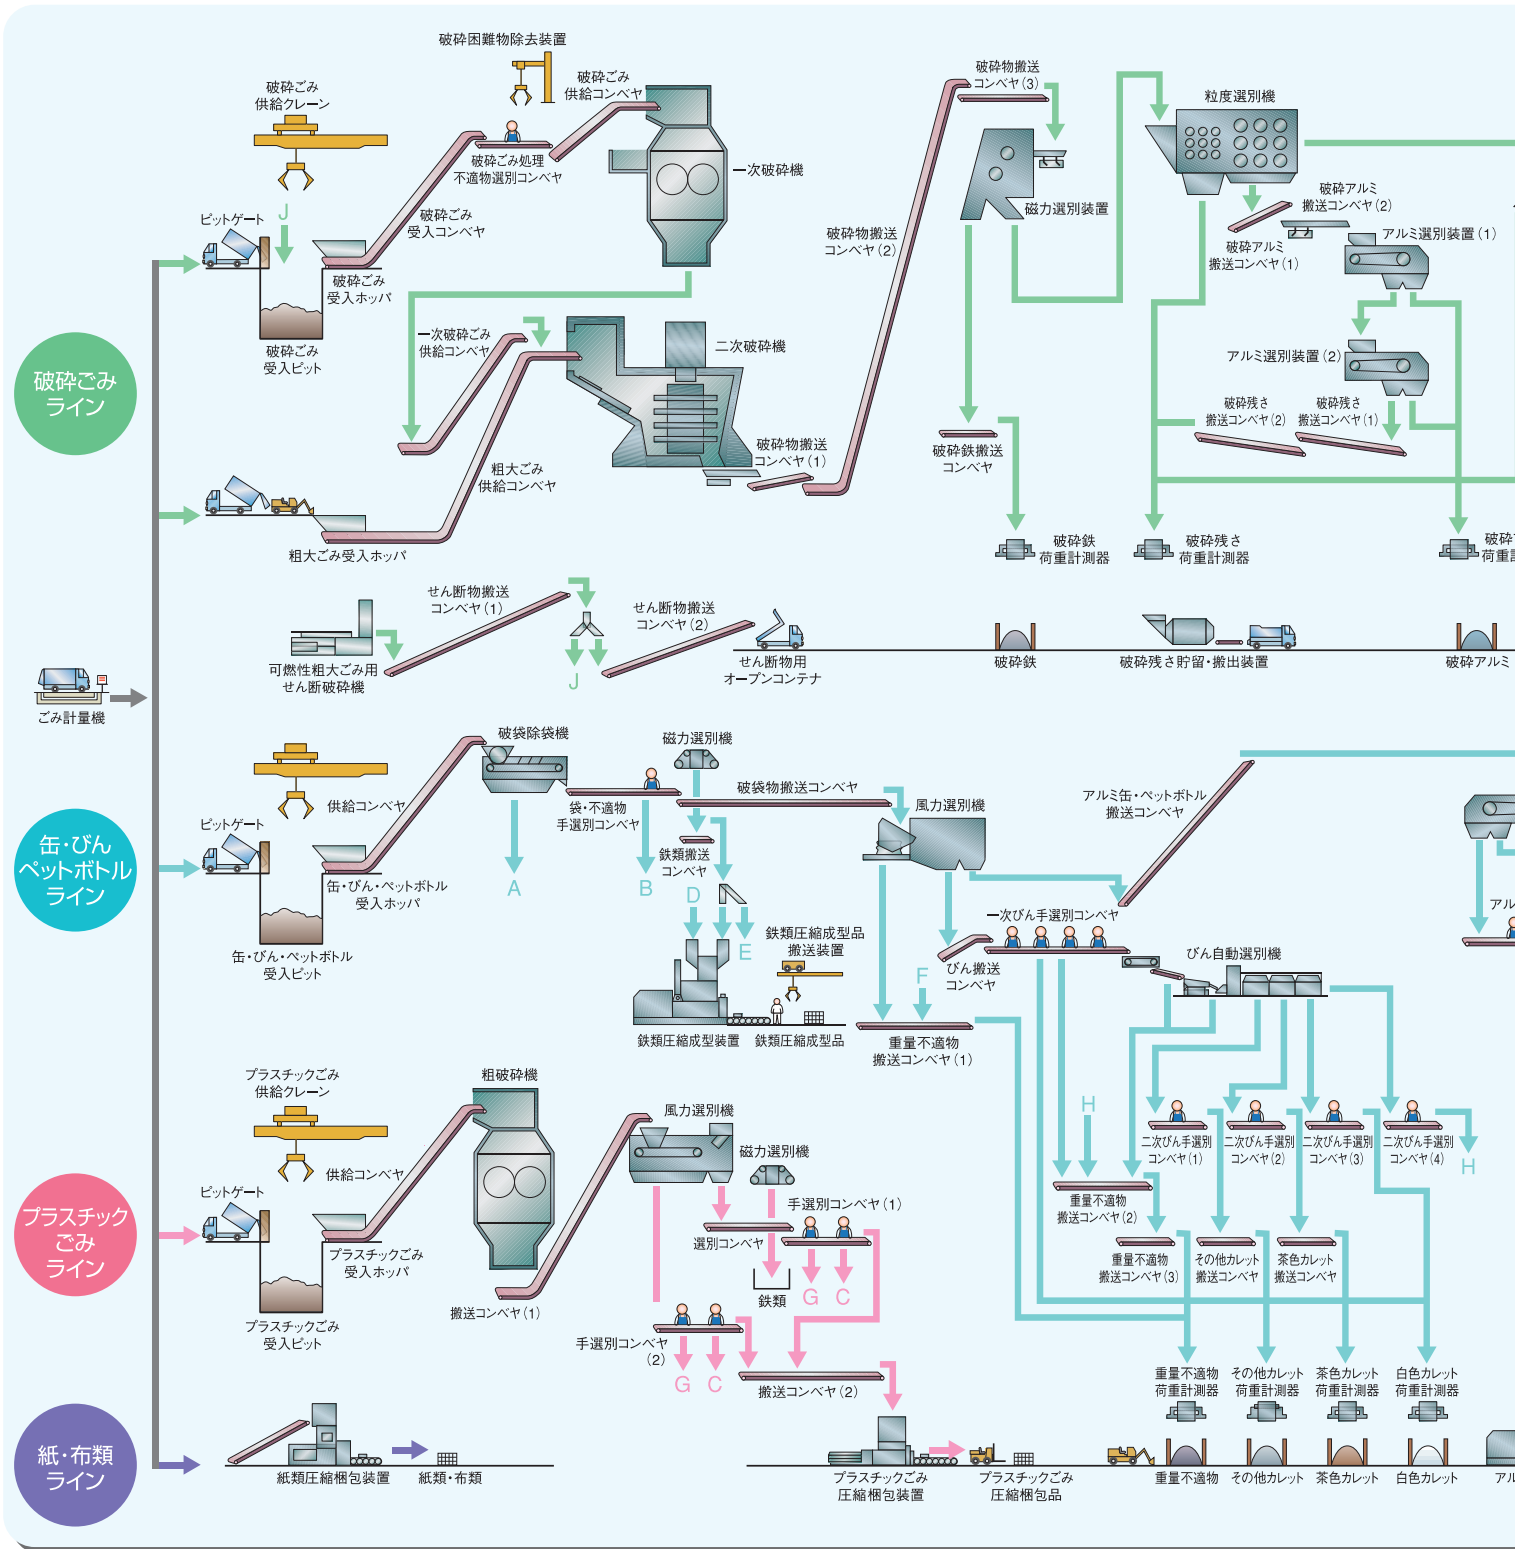 破砕困難物除去装置
破砕ごみ
供給クレーン
破砕ごみ
供給コンベヤ
破砕ごみ処理
不適物選別コンベヤ
一次破砕機
破砕物搬送
コンベヤ(3)
粒度選別機
磁力選別装置
破砕アルミ
搬送コンベヤ(2)
破砕アルミ
搬送コンベヤ(1)
アルミ選別装置(1)
ピットゲート
J
破砕ごみ
受入コンベヤ
破砕ごみ
受入ホッパ
破砕物搬送
コンベヤ(2)
破砕ごみ
受入ピット
一次破砕ごみ
供給コンベヤ
二次破砕機
アルミ選別装置(2)
破砕ごみ
ライン
破砕残さ
搬送コンベヤ(2)
破砕残さ
搬送コンベヤ(1)
破砕物搬送
コンベヤ(1)
破砕鉄搬送
コンベヤ
粗大ごみ
供給コンベヤ
粗大ごみ受入ホッパ
破砕鉄
荷重計測器
破砕残さ
荷重計測器
破砕
荷重
せん断物搬送
コンベヤ(1)
せん断物搬送
コンベヤ(2)
可燃性粗大ごみ用
せん断破砕機
J
せん断物用
オープンコンテナ
破砕鉄
破砕残さ貯留・搬出装置
破砕アルミ
ごみ計量機
破袋除袋機
磁力選別機
供給コンベヤ
破袋物搬送コンベヤ
風力選別機
アルミ缶・ペットボトル
搬送コンベヤ
袋・不適物
手選別コンベヤ
ピットゲート
缶・びん
ペットボトル
ライン
鉄類搬送
コンベヤ
缶・びん・ペットボトル
受入ホッパ
A
B
D
E
アル
一次びん手選別コンベヤ
鉄類圧縮成型品
搬送装置
びん自動選別機
缶・びん・ペットボトル
受入ピット
びん搬送
コンベヤ
F
鉄類圧縮成型装置
鉄類圧縮成型品
重量不適物
搬送コンベヤ(1)
プラスチックごみ
供給クレーン
粗破砕機
風力選別機
磁力選別機
H
二次びん手選別
コンベヤ(1)
二次びん手選別
コンベヤ(2)
二次びん手選別
コンベヤ(3)
二次びん手選別
コンベヤ(4)
H
供給コンベヤ
ピットゲート
手選別コンベヤ(1)
重量不適物
搬送コンベヤ(2)
プラスチック
ごみ
ライン
選別コンベヤ
プラスチックごみ
受入ホッパ
重量不適物
搬送コンベヤ(3)
その他カレット
搬送コンベヤ
茶色カレット
搬送コンベヤ
鉄類
G
C
搬送コンベヤ(1)
プラスチックごみ
受入ピット
手選別コンベヤ
(2)
G
C
搬送コンベヤ(2)
重量不適物
荷重計測器
その他カレット
荷重計測器
茶色カレット
荷重計測器
白色カレット
荷重計測器
紙・布類
ライン
紙類圧縮梱包装置
紙類・布類
プラスチックごみ
圧縮梱包装置
プラスチックごみ
圧縮梱包品
重量不適物
その他カレット
茶色カレット
白色カレット
アル